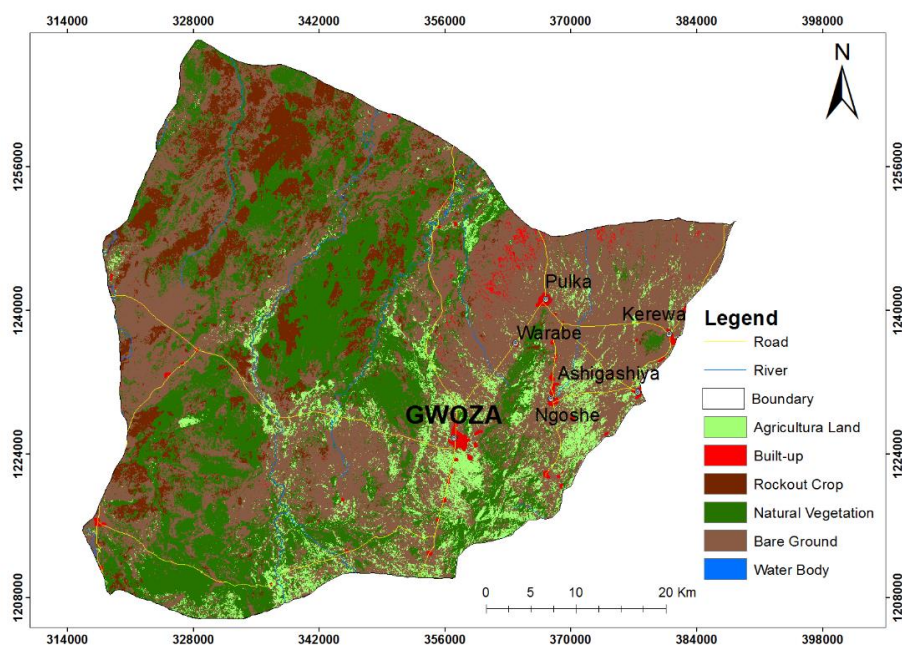 314000 328000 342000 356000 370000 384000 398000
N
1256000 1256000
Pulka
1240000 1240000
Kerewa
Warabe
Ashigashiya
GWOZA
Ngoshe
1224000 1224000
Legend
Road
River
Boundary
Agricultura Land
Built-up
Rockout Crop
Natural Vegetation
Bare Ground
Water Body
0 5 10 20 Km
1208000 1208000
314000 328000 342000 356000 370000 384000 398000